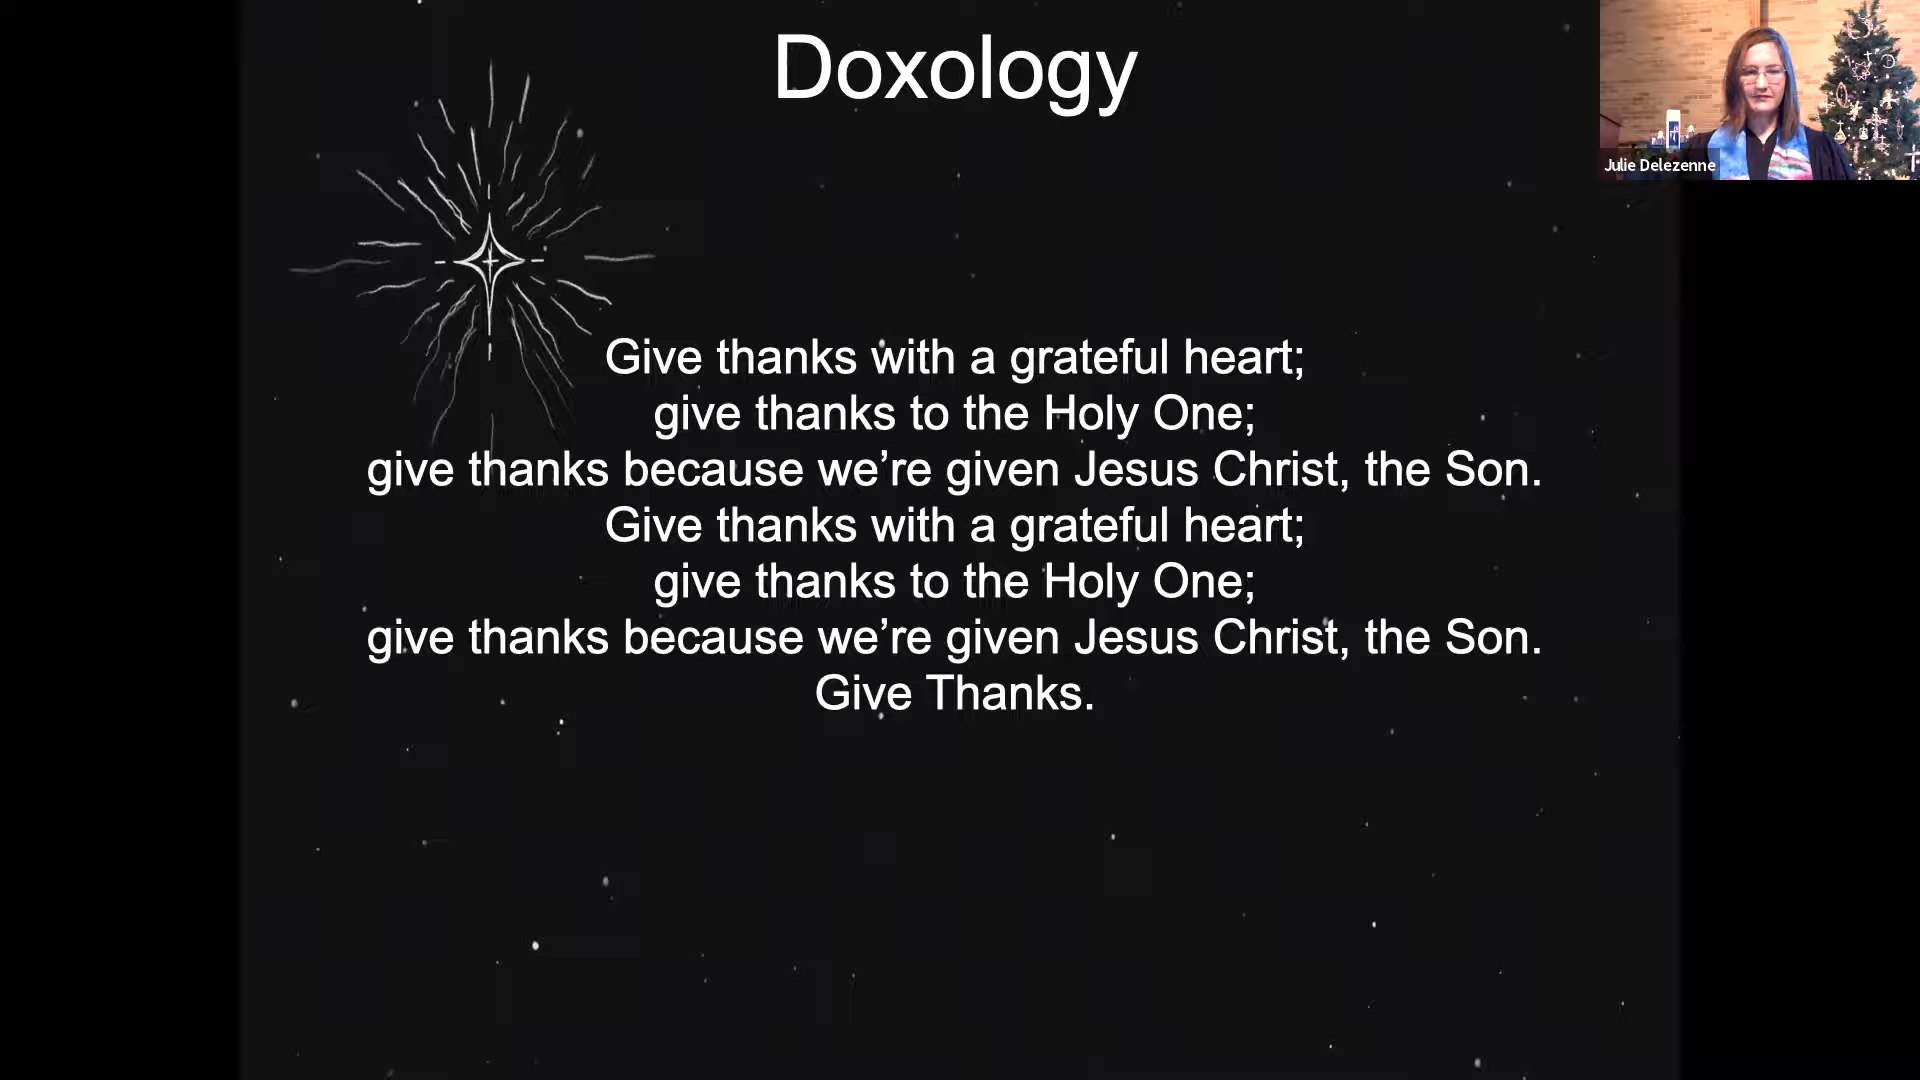 Doxology
Julie Delezenne
Give thanks with a grateful heart;
give thanks to the Holy One;
give thanks because we’re given Jesus Christ, the Son.
Give thanks with a grateful heart;
give thanks to the Holy One;
give thanks because we’re given Jesus Christ, the Son.
Give Thanks.